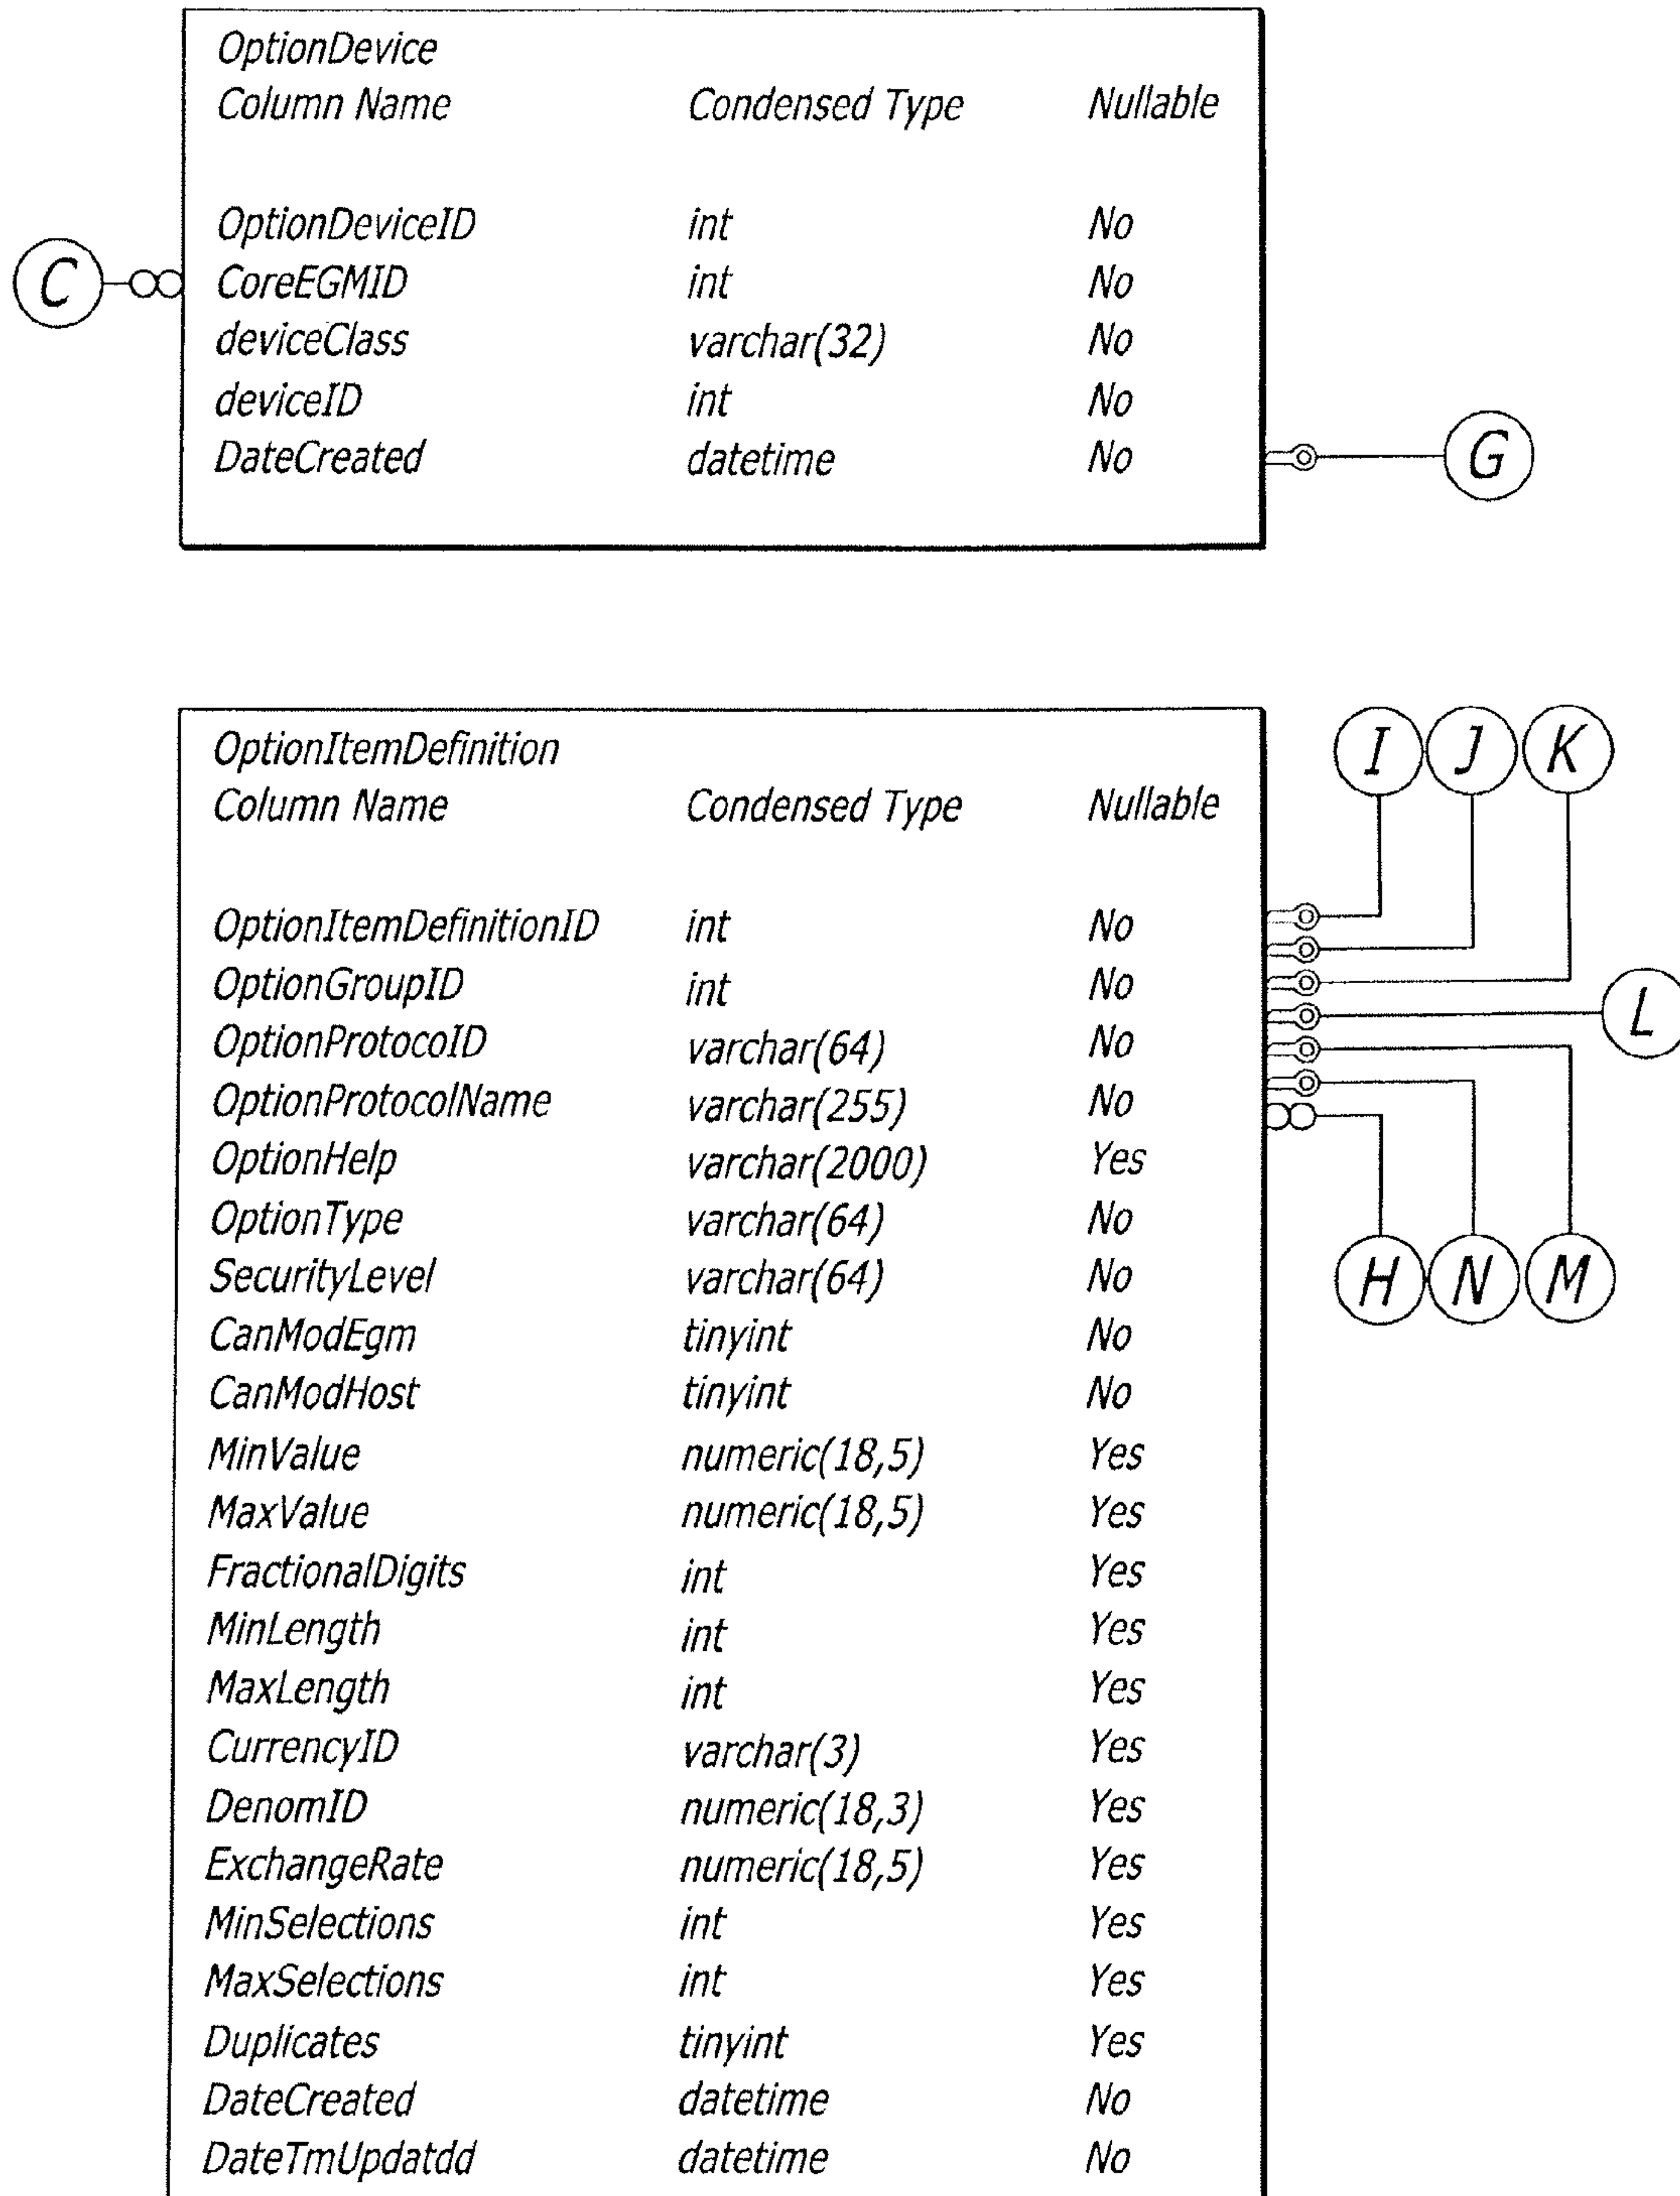 OptionDevice
Column Name Condensed Type Nullable
OptionDeviceID int No
C CoreEGMID int No
deviceClass varchar(32) No
deviceID int No
DateCreated datetime No G
OptionItemDefinition I J K
Column Name Condensed Type Nullable
OptionItemDefinitionID int No
OptionGroupID int No
OptionProtocoID varchar(64) No L
OptionProtocolName varchar(255) No
OptionHelp varchar(2000) Yes
OptionType varchar(64) No
SecurityLevel varchar(64) No H N M
CanModEgm tinyint No
CanModHost tinyint No
MinValue numeric(18,5) Yes
MaxValue numeric(18,5) Yes
FractionalDigits int Yes
MinLength int Yes
MaxLength int Yes
CurrencyID varchar(3) Yes
DenomID numeric(18,3) Yes
ExchangeRate numeric(18,5) Yes
MinSelections int Yes
MaxSelections int Yes
Duplicates tinyint Yes
DateCreated datetime No
DateTmUpdatdd datetime No